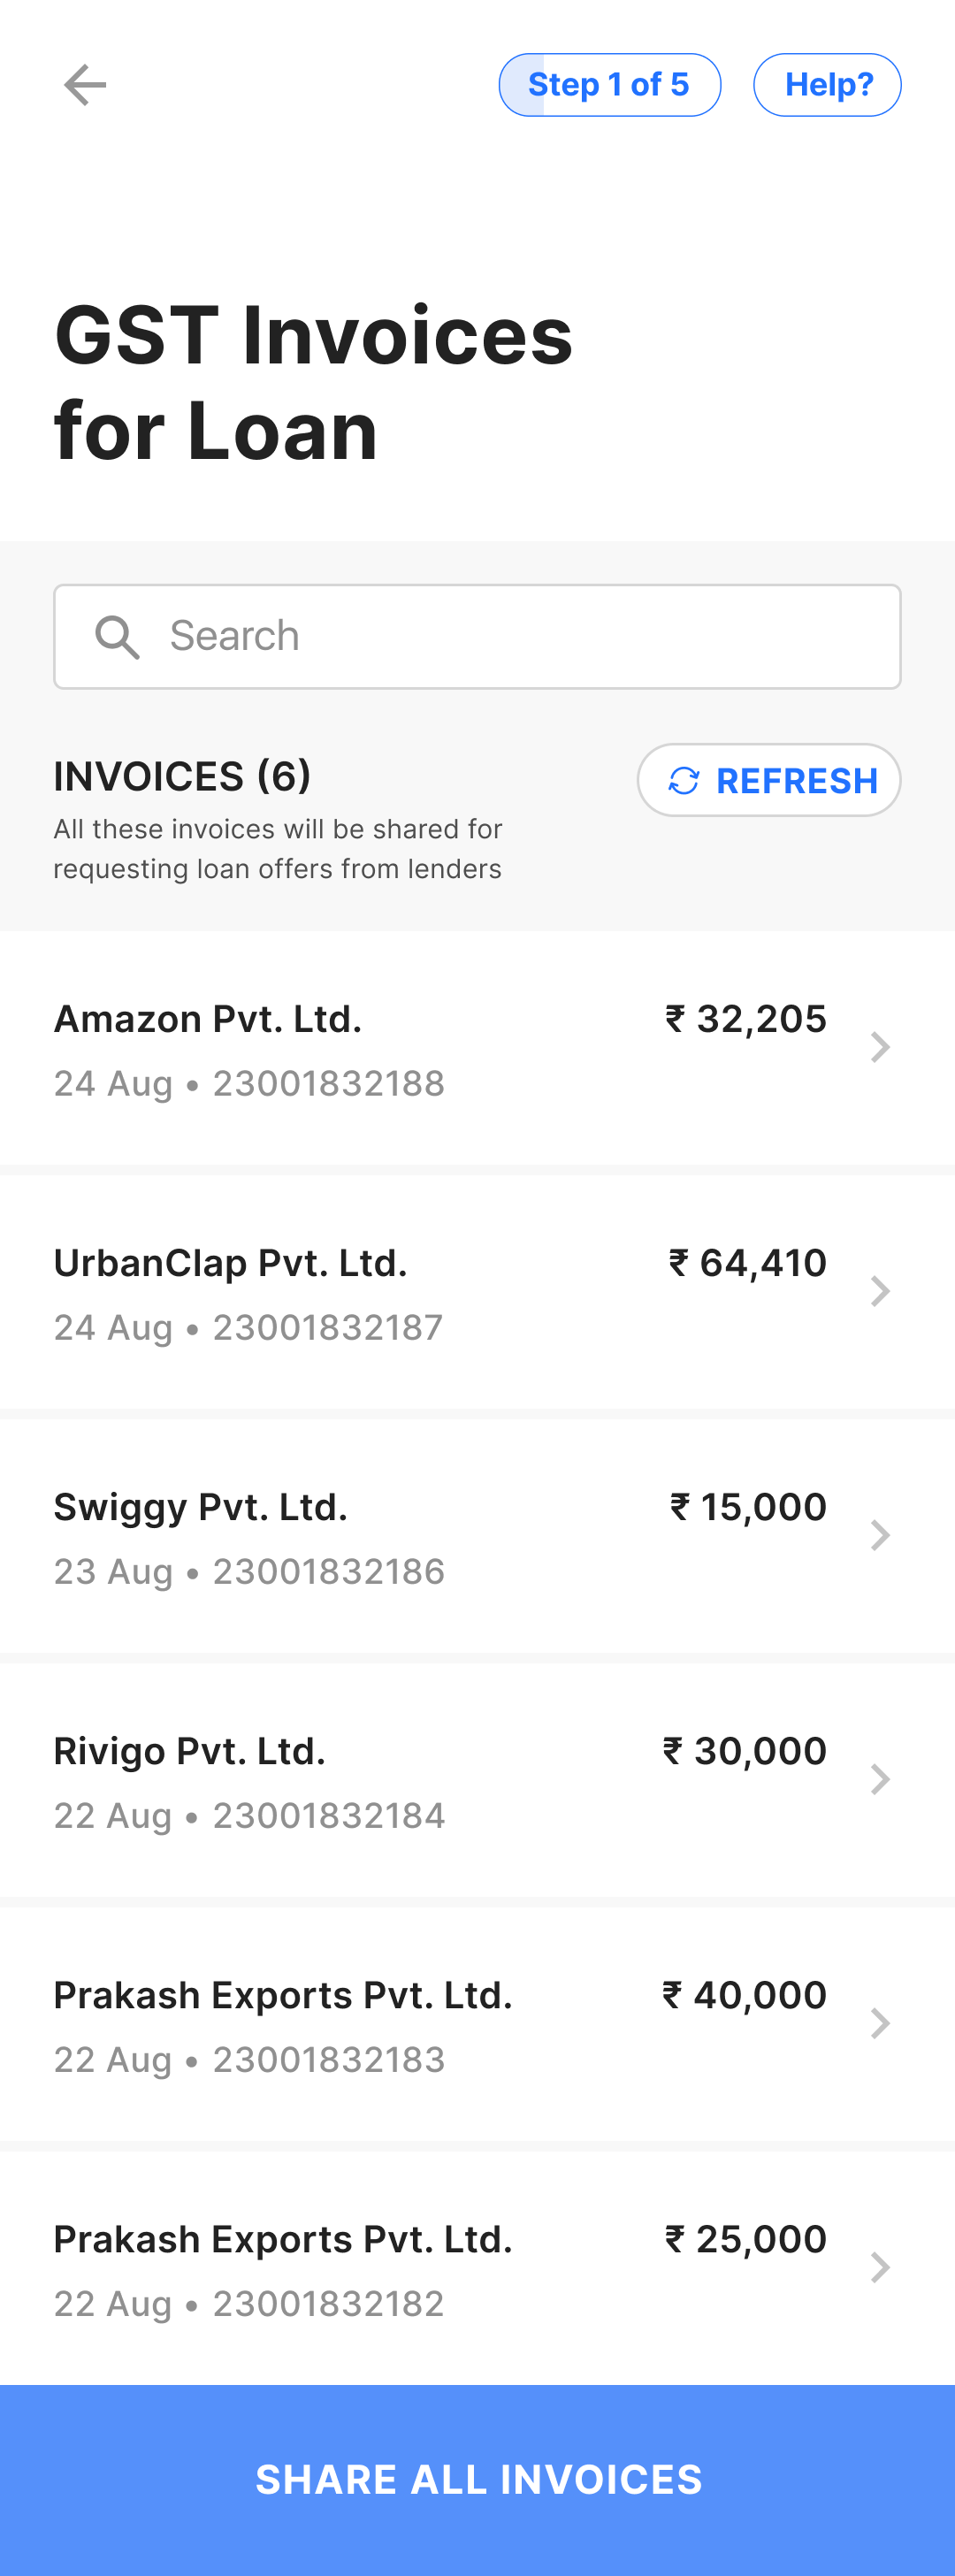 Step 1 of 5
Help?
GST Invoices
for Loan
Search
INVOICES (6)
REFRESH
All these invoices will be shared for
requesting loan offers from lenders
Amazon Pvt. Ltd.
₹ 32,205
24 Aug • 23001832188
UrbanClap Pvt. Ltd.
₹ 64,410
24 Aug • 23001832187
Swiggy Pvt. Ltd.
₹ 15,000
23 Aug • 23001832186
Rivigo Pvt. Ltd.
₹ 30,000
22 Aug • 23001832184
Prakash Exports Pvt. Ltd.
₹ 40,000
22 Aug • 23001832183
Prakash Exports Pvt. Ltd.
₹ 25,000
22 Aug • 23001832182
SHARE ALL INVOICES